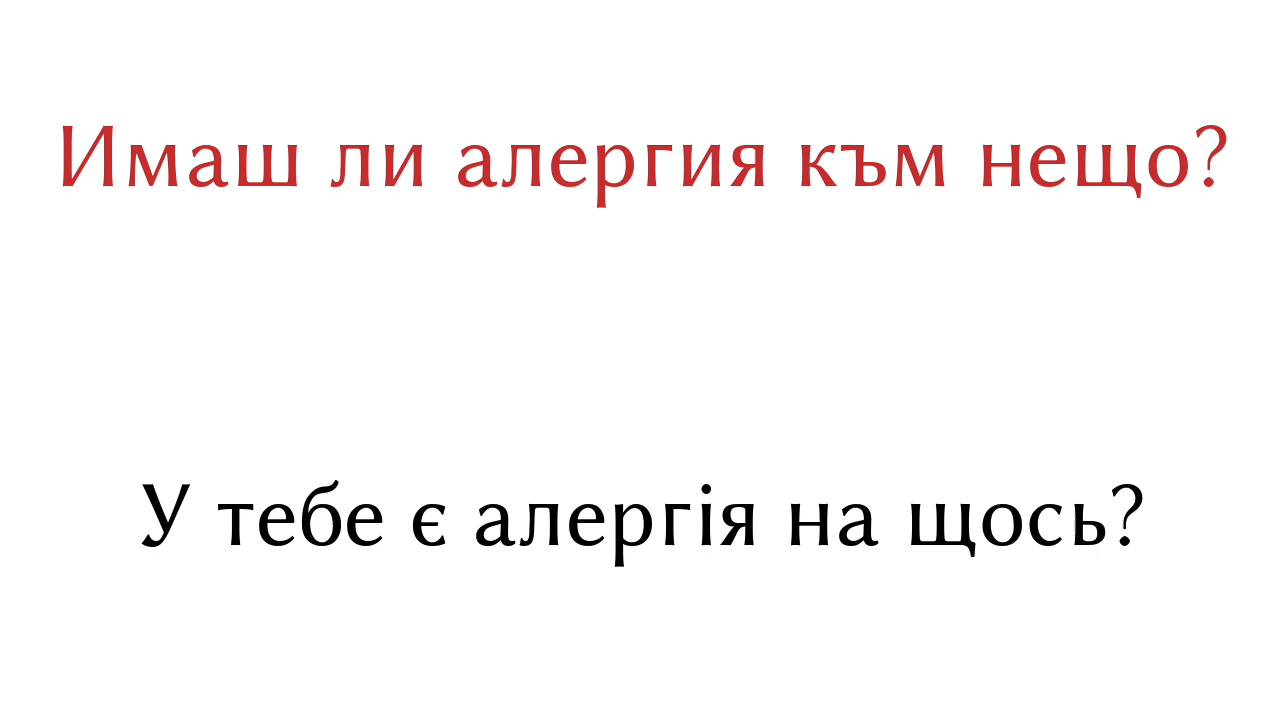 Имаш ли алергия към нещо?
У тебе є алергія на щось?